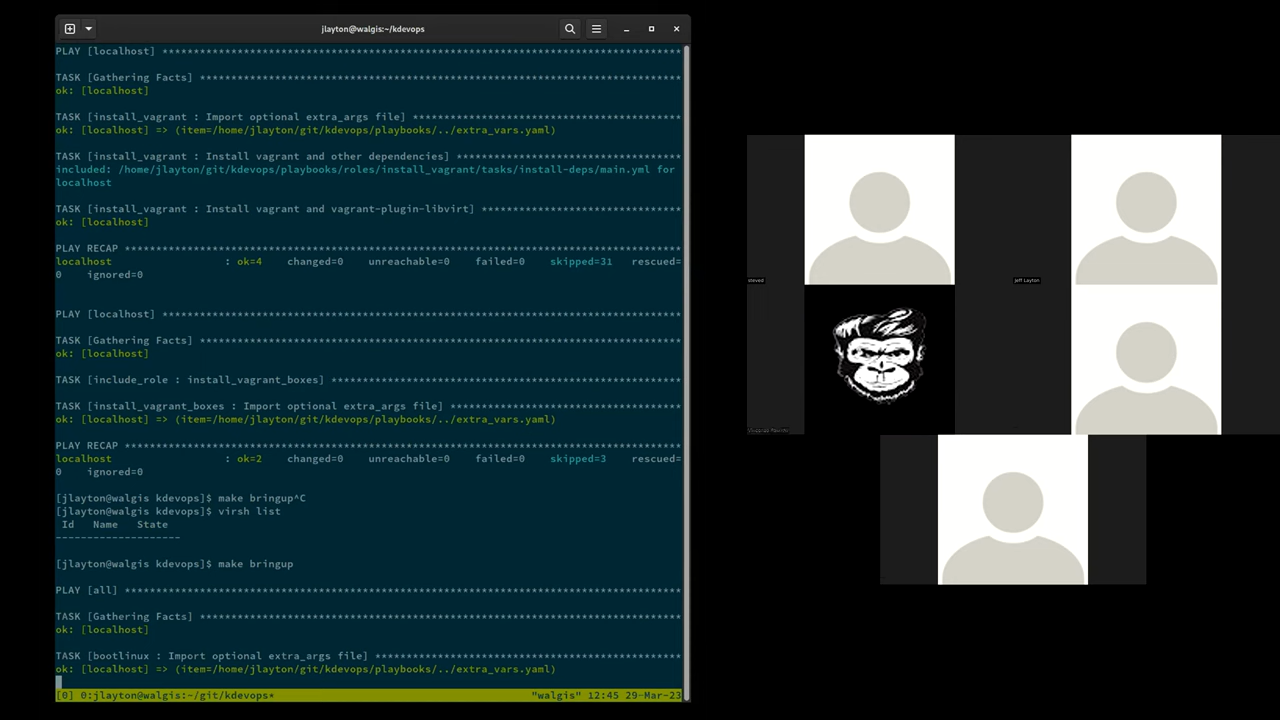 jlayton@walgis:~/kdevops
PLAY [localhost] *******************************************************************************
TASK [Gathering Facts] *************************************************************************
ok: [localhost]
TASK [install_vagrant : Import optional extra_args file] ***************************************
ok: [localhost] => (item=/home/jlayton/git/kdevops/playbooks/../extra_vars.yaml)
TASK [install_vagrant : Install vagrant and other dependencies] ********************************
included: /home/jlayton/git/kdevops/playbooks/roles/install_vagrant/tasks/install-deps/main.yml for
localhost
TASK [install_vagrant : Install vagrant and vagrant-plugin-libvirt] ****************************
ok: [localhost]
PLAY RECAP *************************************************************************************
localhost : ok=4 changed=0 unreachable=0 failed=0 skipped=31 rescued=
0 ignored=0
PLAY [localhost] *******************************************************************************
TASK [Gathering Facts] *************************************************************************
ok: [localhost]
TASK [include_role : install_vagrant_boxes] ****************************************************
TASK [install_vagrant_boxes : Import optional extra_args file] *********************************
ok: [localhost] => (item=/home/jlayton/git/kdevops/playbooks/../extra_vars.yaml)
PLAY RECAP *************************************************************************************
localhost : ok=2 changed=0 unreachable=0 failed=0 skipped=3 rescued=
0 ignored=0
[jlayton@walgis kdevops]$ make bringup^C
[jlayton@walgis kdevops]$ virsh list
Id Name State
--------------------
[jlayton@walgis kdevops]$ make bringup
PLAY [all] *************************************************************************************
TASK [Gathering Facts] *************************************************************************
ok: [localhost]
TASK [bootlinux : Import optional extra_args file] *********************************************
ok: [localhost] => (item=/home/jlayton/git/kdevops/playbooks/../extra_vars.yaml)
[0] 0:jlayton@walgis:~/git/kdevops* "walgis" 12:45 29-Mar-23
steved
Jeff Layton